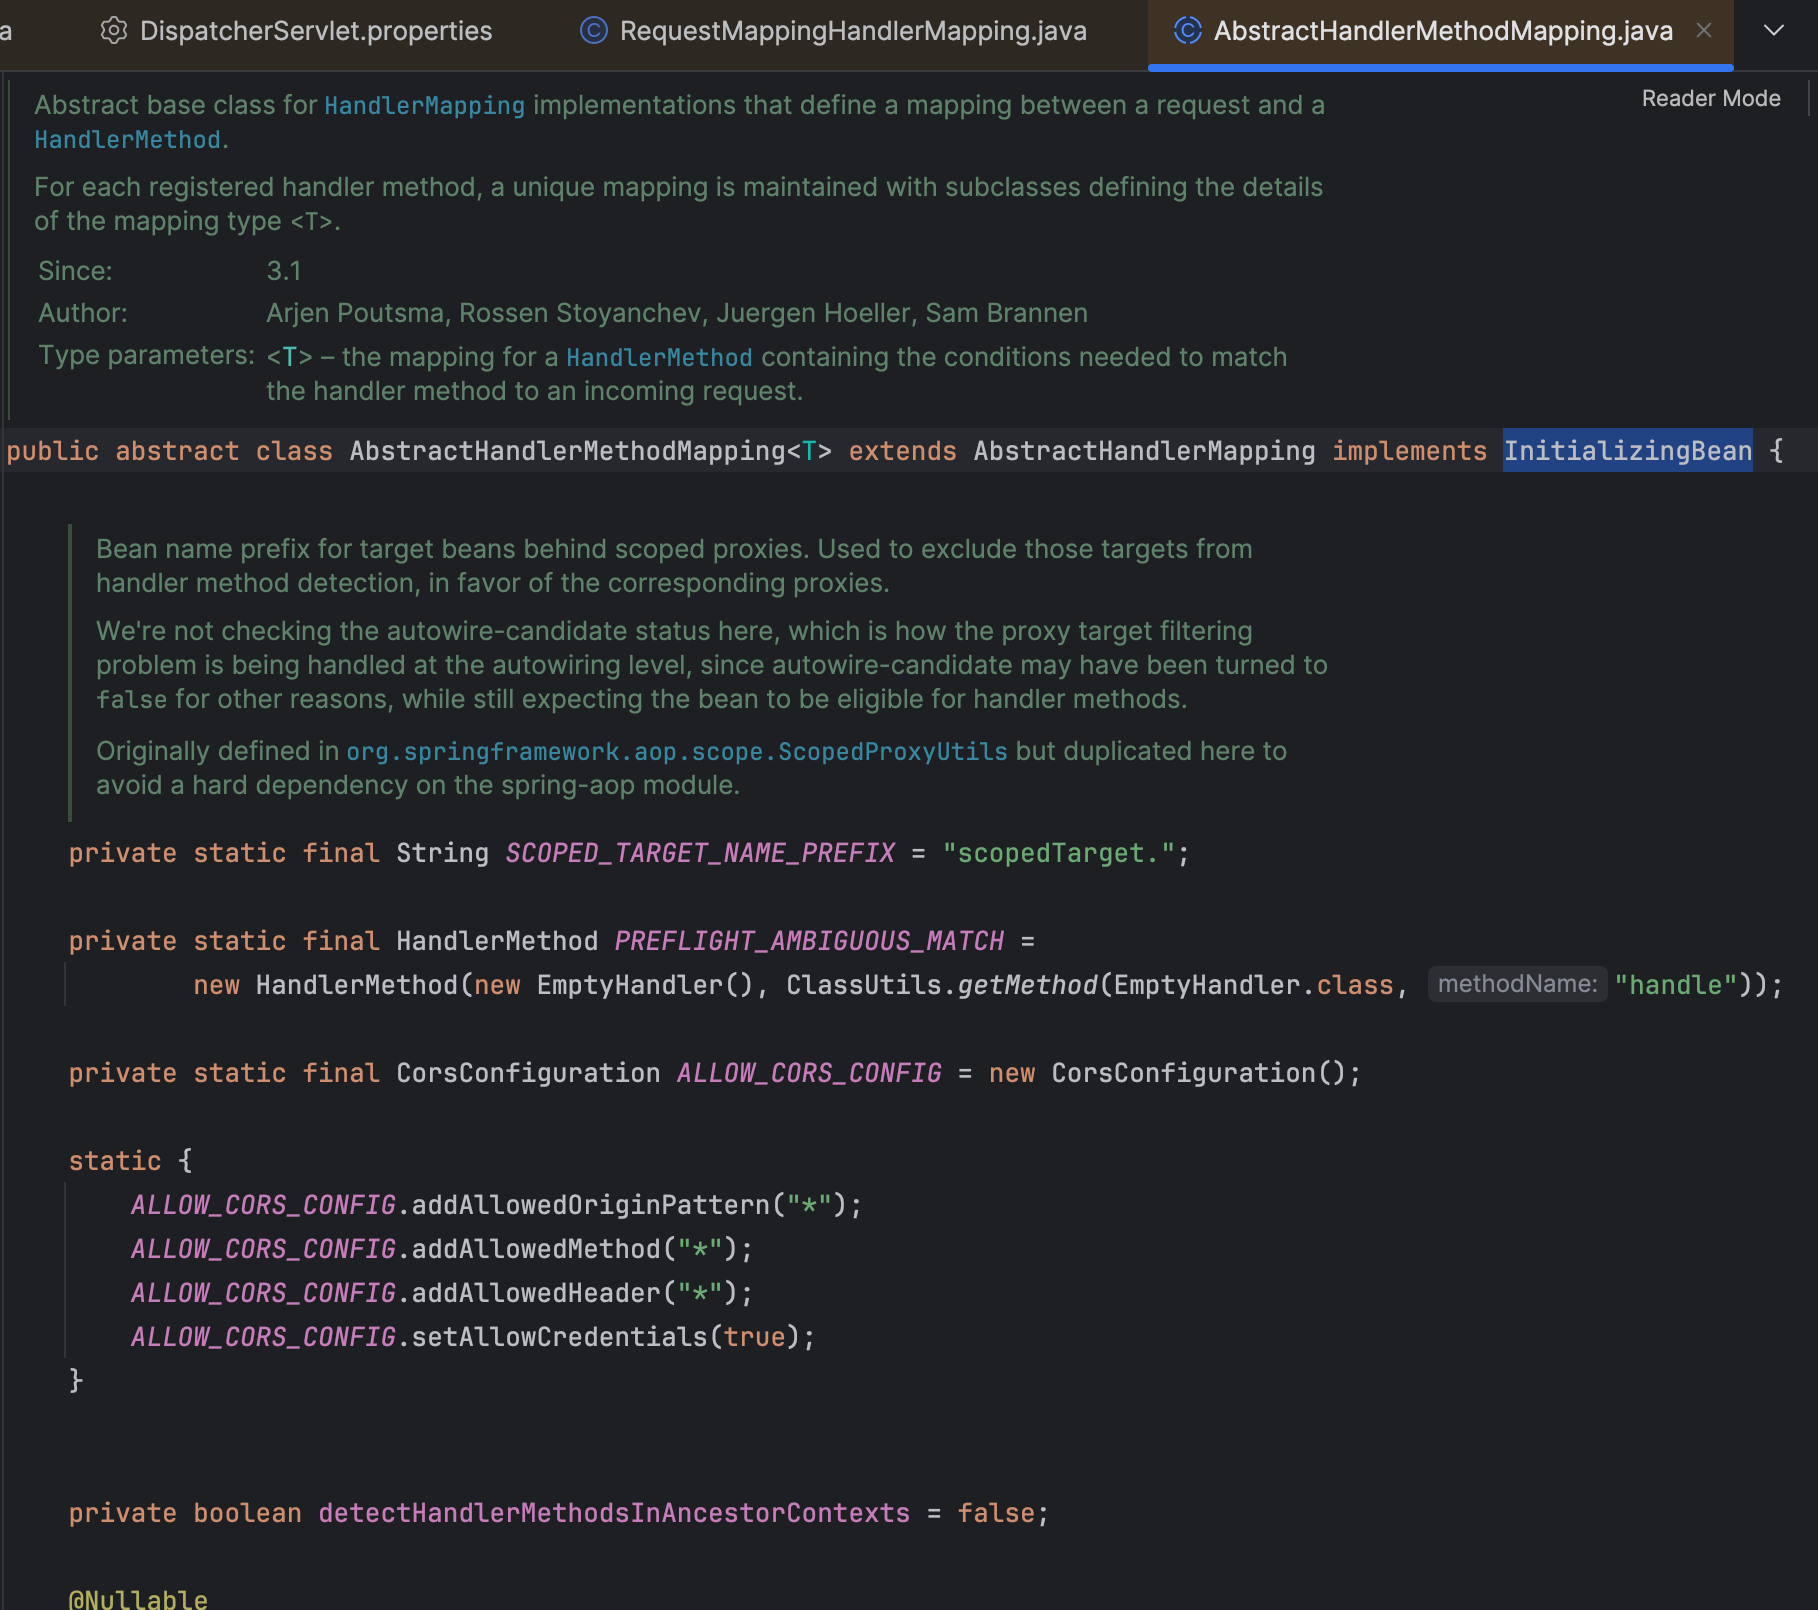 a
DispatcherServlet.properties
RequestMappingHandlerMapping.java
AbstractHandlerMethodMapping.java
Reader Mode
Abstract base class for HandlerMapping implementations that define a mapping between a request and a
HandlerMethod.
For each registered handler method, a unique mapping is maintained with subclasses defining the details
of the mapping type <T>.
Since: 3.1
Author: Arjen Poutsma, Rossen Stoyanchev, Juergen Hoeller, Sam Brannen
Type parameters: <T> – the mapping for a HandlerMethod containing the conditions needed to match
the handler method to an incoming request.
public abstract class AbstractHandlerMethodMapping<T> extends AbstractHandlerMapping implements InitializingBean {
Bean name prefix for target beans behind scoped proxies. Used to exclude those targets from
handler method detection, in favor of the corresponding proxies.
We're not checking the autowire-candidate status here, which is how the proxy target filtering
problem is being handled at the autowiring level, since autowire-candidate may have been turned to
false for other reasons, while still expecting the bean to be eligible for handler methods.
Originally defined in org.springframework.aop.scope.ScopedProxyUtils but duplicated here to
avoid a hard dependency on the spring-aop module.
private static final String SCOPED_TARGET_NAME_PREFIX = "scopedTarget.";
private static final HandlerMethod PREFLIGHT_AMBIGUOUS_MATCH =
new HandlerMethod(new EmptyHandler(), ClassUtils.getMethod(EmptyHandler.class, methodName: "handle"));
private static final CorsConfiguration ALLOW_CORS_CONFIG = new CorsConfiguration();
static {
ALLOW_CORS_CONFIG.addAllowedOriginPattern("*");
ALLOW_CORS_CONFIG.addAllowedMethod("*");
ALLOW_CORS_CONFIG.addAllowedHeader("*");
ALLOW_CORS_CONFIG.setAllowCredentials(true);
}
private boolean detectHandlerMethodsInAncestorContexts = false;
@Nullable